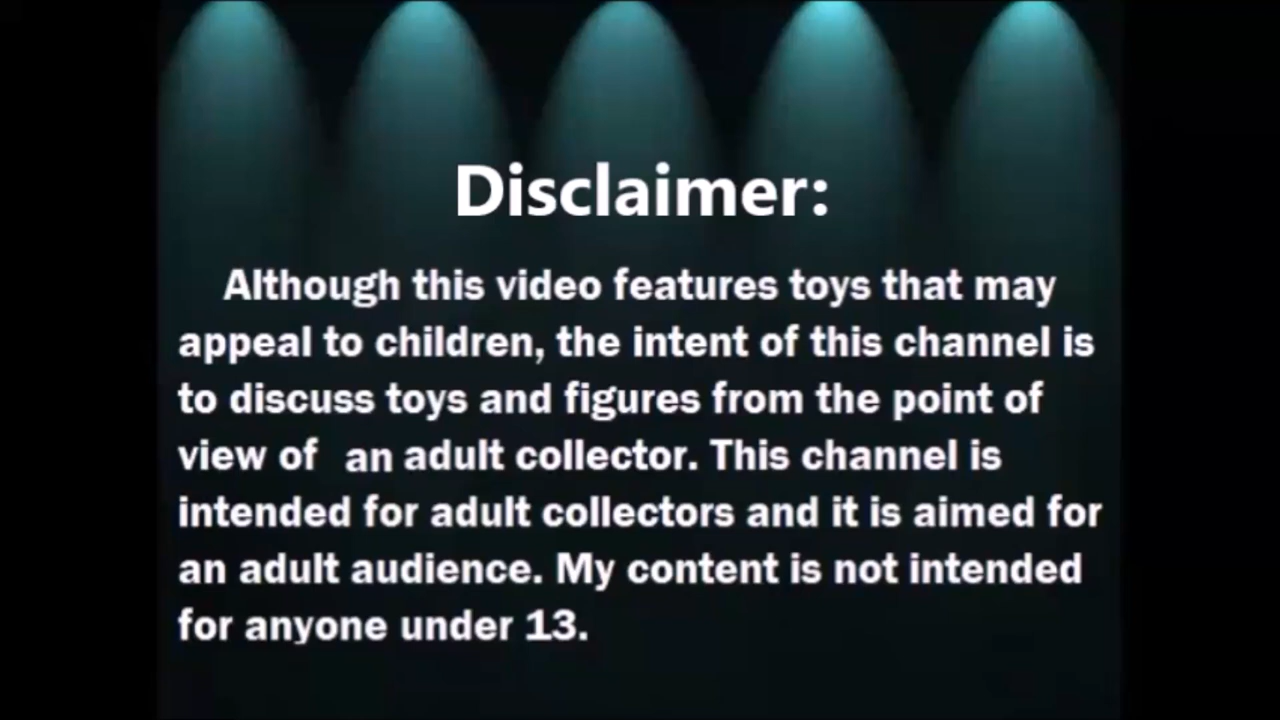 Disclaimer:
Although this video features toys that may
appeal to children, the intent of this channel is
to discuss toys and figures from the point of
view of an adult collector. This channel is
intended for adult collectors and it is aimed for
an adult audience. My content is not intended
for anyone under 13.